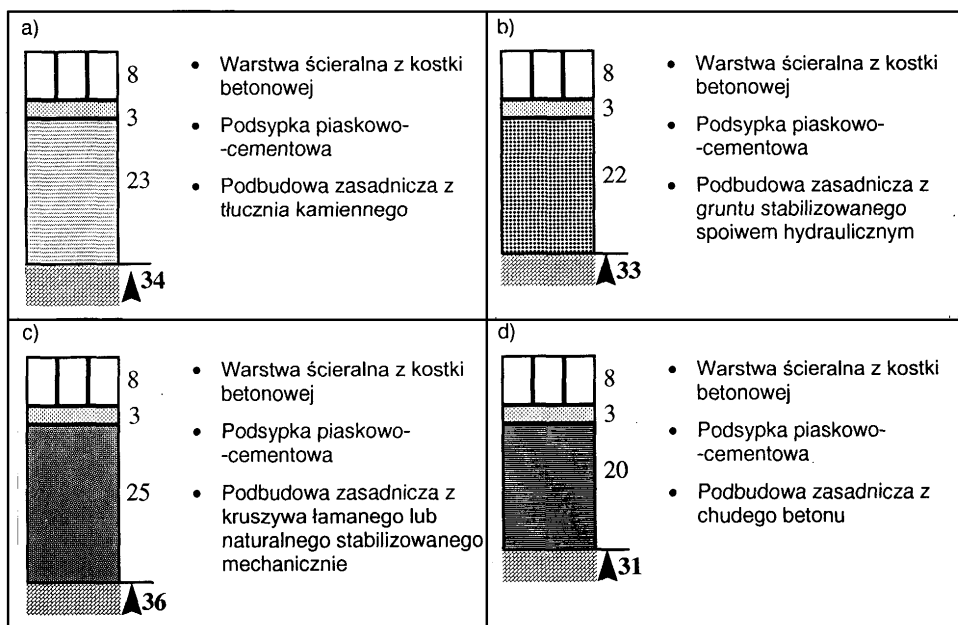 a)
8
3
23
34
• Warstwa ścieralna z kostki
betonowej
• Podsypka piaskowo-
-cementowa
• Podbudowa zasadnicza z
tłucznia kamiennego
b)
8
3
22
33
• Warstwa ścieralna z kostki
betonowej
• Podsypka piaskowo-
-cementowa
• Podbudowa zasadnicza z
gruntu stabilizowanego
spoiwem hydraulicznym
c)
8
3
25
36
• Warstwa ścieralna z kostki
betonowej
• Podsypka piaskowo-
-cementowa
• Podbudowa zasadnicza z
kruszywa łamanego lub
naturalnego stabilizowanego
mechanicznie
d)
8
3
20
31
• Warstwa ścieralna z kostki
betonowej
• Podsypka piaskowo-
-cementowa
• Podbudowa zasadnicza z
chudego betonu